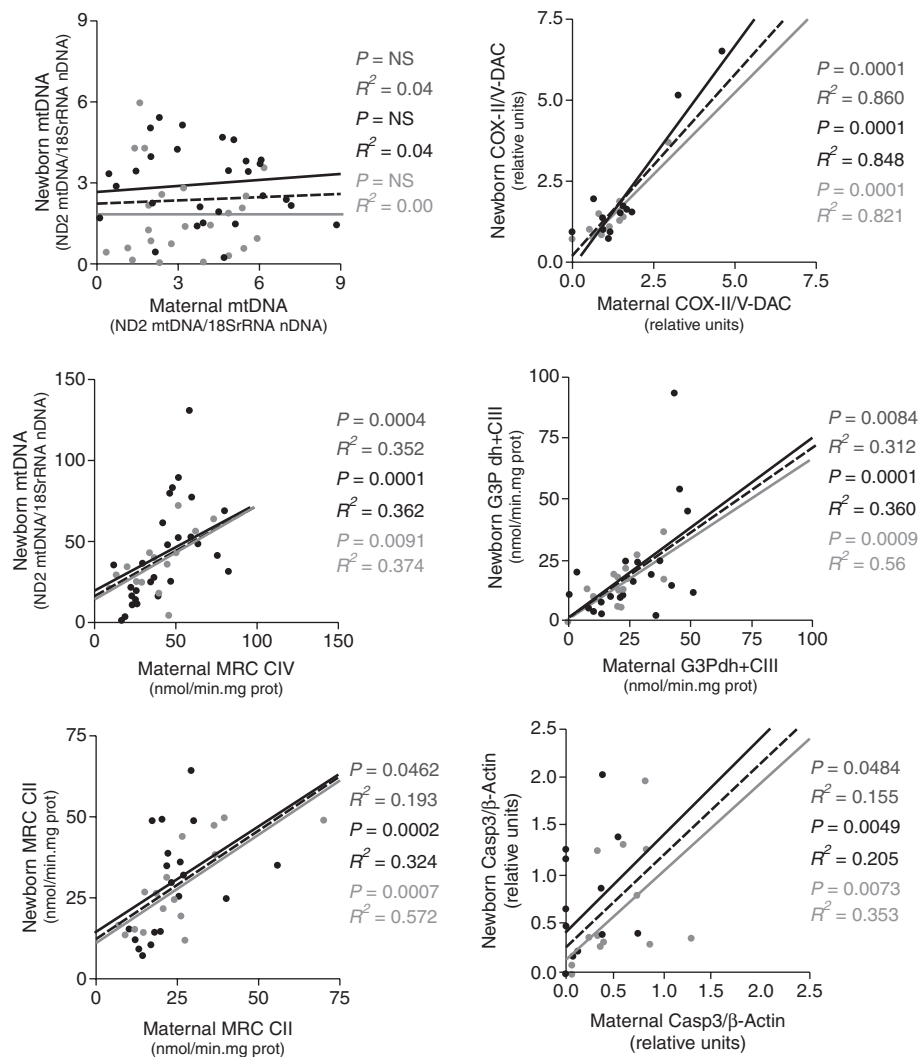 Newborn mtDNA
(ND2 mtDNA/18SrRNA nDNA)
9
6
3
0
0
3
6
9
Maternal mtDNA
(ND2 mtDNA/18SrRNA nDNA)
P = NS
R² = 0.04
P = NS
R² = 0.04
P = NS
R² = 0.00
Newborn COX-II/V-DAC
(relative units)
7.5
5.0
2.5
0.0
0.0
2.5
5.0
7.5
Maternal COX-II/V-DAC
(relative units)
P = 0.0001
R² = 0.860
P = 0.0001
R² = 0.848
P = 0.0001
R² = 0.821
Newborn mtDNA
(ND2 mtDNA/18SrRNA nDNA)
150
100
50
0
0
50
100
150
Maternal MRC CIV
(nmol/min.mg prot)
P = 0.0004
R² = 0.352
P = 0.0001
R² = 0.362
P = 0.0091
R² = 0.374
Newborn G3P dh+CIII
(nmol/min.mg prot)
100
75
50
25
0
0
25
50
75
100
Maternal G3Pdh+CIII
(nmol/min.mg prot)
P = 0.0084
R² = 0.312
P = 0.0001
R² = 0.360
P = 0.0009
R² = 0.56
Newborn MRC CII
(nmol/min.mg prot)
75
50
25
0
0
25
50
75
Maternal MRC CII
(nmol/min.mg prot)
P = 0.0462
R² = 0.193
P = 0.0002
R² = 0.324
P = 0.0007
R² = 0.572
Newborn Casp3/β-Actin
(relative units)
2.5
2.0
1.5
1.0
0.5
0.0
0.0
0.5
1.0
1.5
2.0
2.5
Maternal Casp3/β-Actin
(relative units)
P = 0.0484
R² = 0.155
P = 0.0049
R² = 0.205
P = 0.0073
R² = 0.353